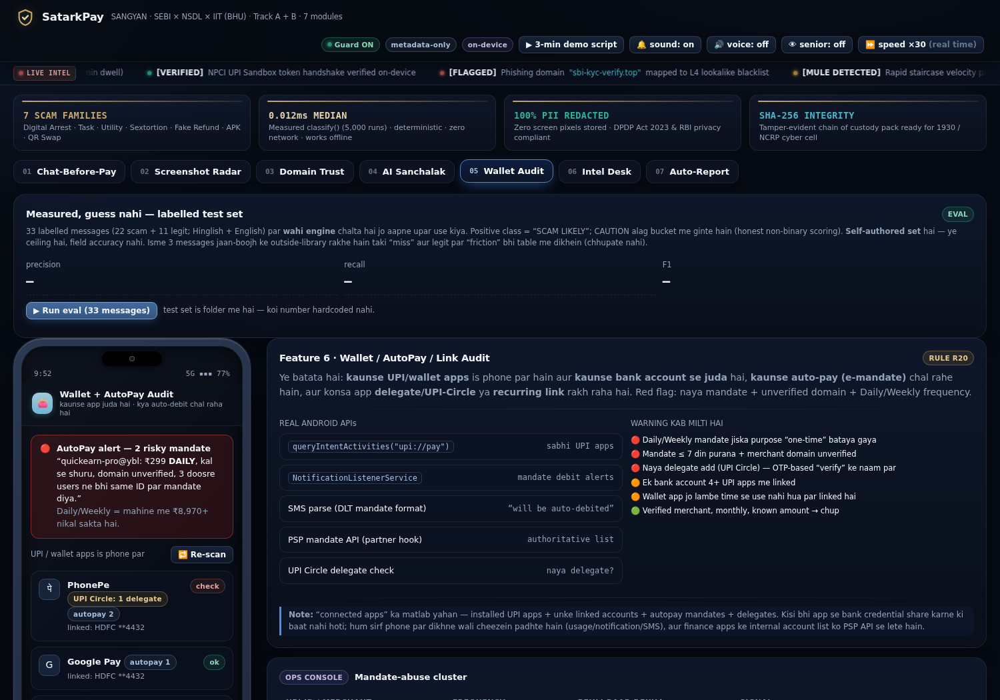 SatarkPay SANGYAN · SEBI × NSDL × IIT (BHU) · Track A + B · 7 modules
Guard ON metadata-only on-device ▶ 3-min demo script 🔔 sound: on 🔊 voice: off 👁 senior: off ⏩ speed ×30 (real time)
LIVE INTEL dwell) [VERIFIED] NPCI UPI Sandbox token handshake verified on-device [FLAGGED] Phishing domain "sbi-kyc-verify.top" mapped to L4 lookalike blacklist [MULE DETECTED] Rapid staircase velocity
7 SCAM FAMILIES
Digital Arrest · Task · Utility · Sextortion · Fake Refund · APK
· QR Swap
0.012ms MEDIAN
Measured classify() (5,000 runs) · deterministic · zero
network · works offline
100% PII REDACTED
Zero screen pixels stored · DPDP Act 2023 & RBI privacy
compliant
SHA-256 INTEGRITY
Tamper-evident chain of custody pack ready for 1930 /
NCRP cyber cell
01 Chat-Before-Pay 02 Screenshot Radar 03 Domain Trust 04 AI Sanchalak 05 Wallet Audit 06 Intel Desk 07 Auto-Report
Measured, guess nahi — labelled test set EVAL
33 labelled messages (22 scam + 11 legit; Hinglish + English) par wahi engine chalta hai jo aapne upar use kiya. Positive class = “SCAM LIKELY”; CAUTION alag bucket me ginte hain (honest non-binary scoring). Self-authored set hai — ye
ceiling hai, field accuracy nahi. Isme 3 messages jaan-boojh ke outside-library rakhe hain taki “miss” aur legit par “friction” bhi table me dikhein (chhupate nahi).
precision recall F1
— — —
▶ Run eval (33 messages) test set is folder me hai — koi number hardcoded nahi.
9:52 5G ▪▪▪ 77%
Wallet + AutoPay Audit
kaunse app juda hai · kya auto-debit chal raha
hai
AutoPay alert — 2 risky mandate
“quickearn-pro@ybl: ₹299 DAILY, kal
se shuru, domain unverified, 3 doosre
users ne bhi same ID par mandate
diya.”
Daily/Weekly = mahine me ₹8,970+
nikal sakta hai.
UPI / wallet apps is phone par 🔁 Re-scan
पे PhonePe check
UPI Circle: 1 delegate
autopay 2
linked: HDFC **4432
G Google Pay autopay 1 ok
linked: HDFC **4432
Feature 6 · Wallet / AutoPay / Link Audit RULE R20
Ye batata hai: kaunse UPI/wallet apps is phone par hain aur kaunse bank account se juda hai, kaunse auto-pay (e-mandate) chal rahe
hain, aur konsa app delegate/UPI-Circle ya recurring link rakh raha hai. Red flag: naya mandate + unverified domain + Daily/Weekly frequency.
REAL ANDROID APIs
queryIntentActivities("upi://pay") sabhi UPI apps
NotificationListenerService mandate debit alerts
SMS parse (DLT mandate format) “will be auto-debited”
PSP mandate API (partner hook) authoritative list
UPI Circle delegate check naya delegate?
WARNING KAB MILTI HAI
🔴 Daily/Weekly mandate jiska purpose “one-time” bataya gaya
🔴 Mandate ≤ 7 din purana + merchant domain unverified
🔴 Naya delegate add (UPI Circle) — OTP-based “verify” ke naam par
🟠 Ek bank account 4+ UPI apps me linked
🟠 Wallet app jo lambe time se use nahi hua par linked hai
🟢 Verified merchant, monthly, known amount → chup
Note: “connected apps” ka matlab yahan — installed UPI apps + unke linked accounts + autopay mandates + delegates. Kisi bhi app se bank credential share karne ki
baat nahi hoti; hum sirf phone par dikhne wali cheezein padhte hain (usage/notification/SMS), aur finance apps ke internal account list ko PSP API se lete hain.
OPS CONSOLE Mandate-abuse cluster